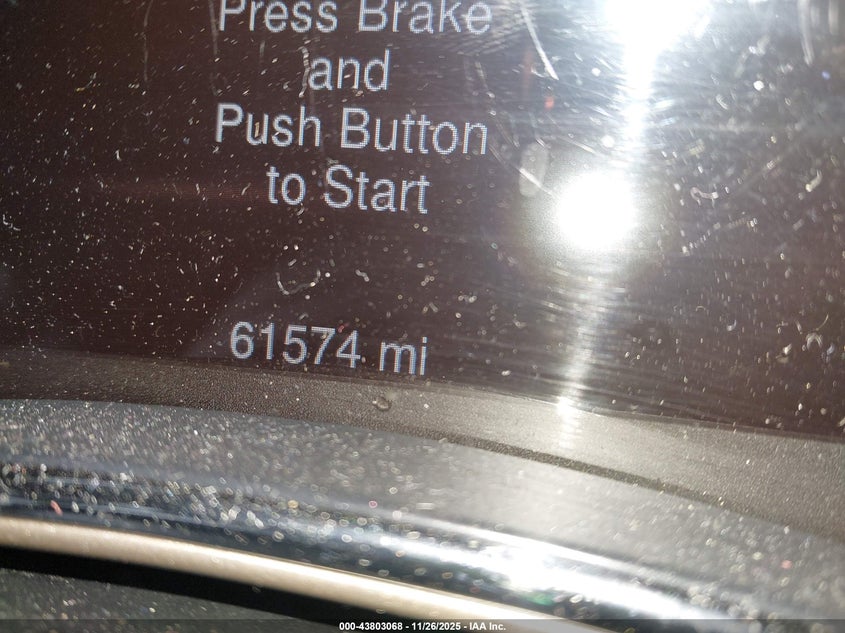 Press Brake
and
Push Button
to Start
61574 mi
000-43803068 - 11/26/2025 - IAA Inc.